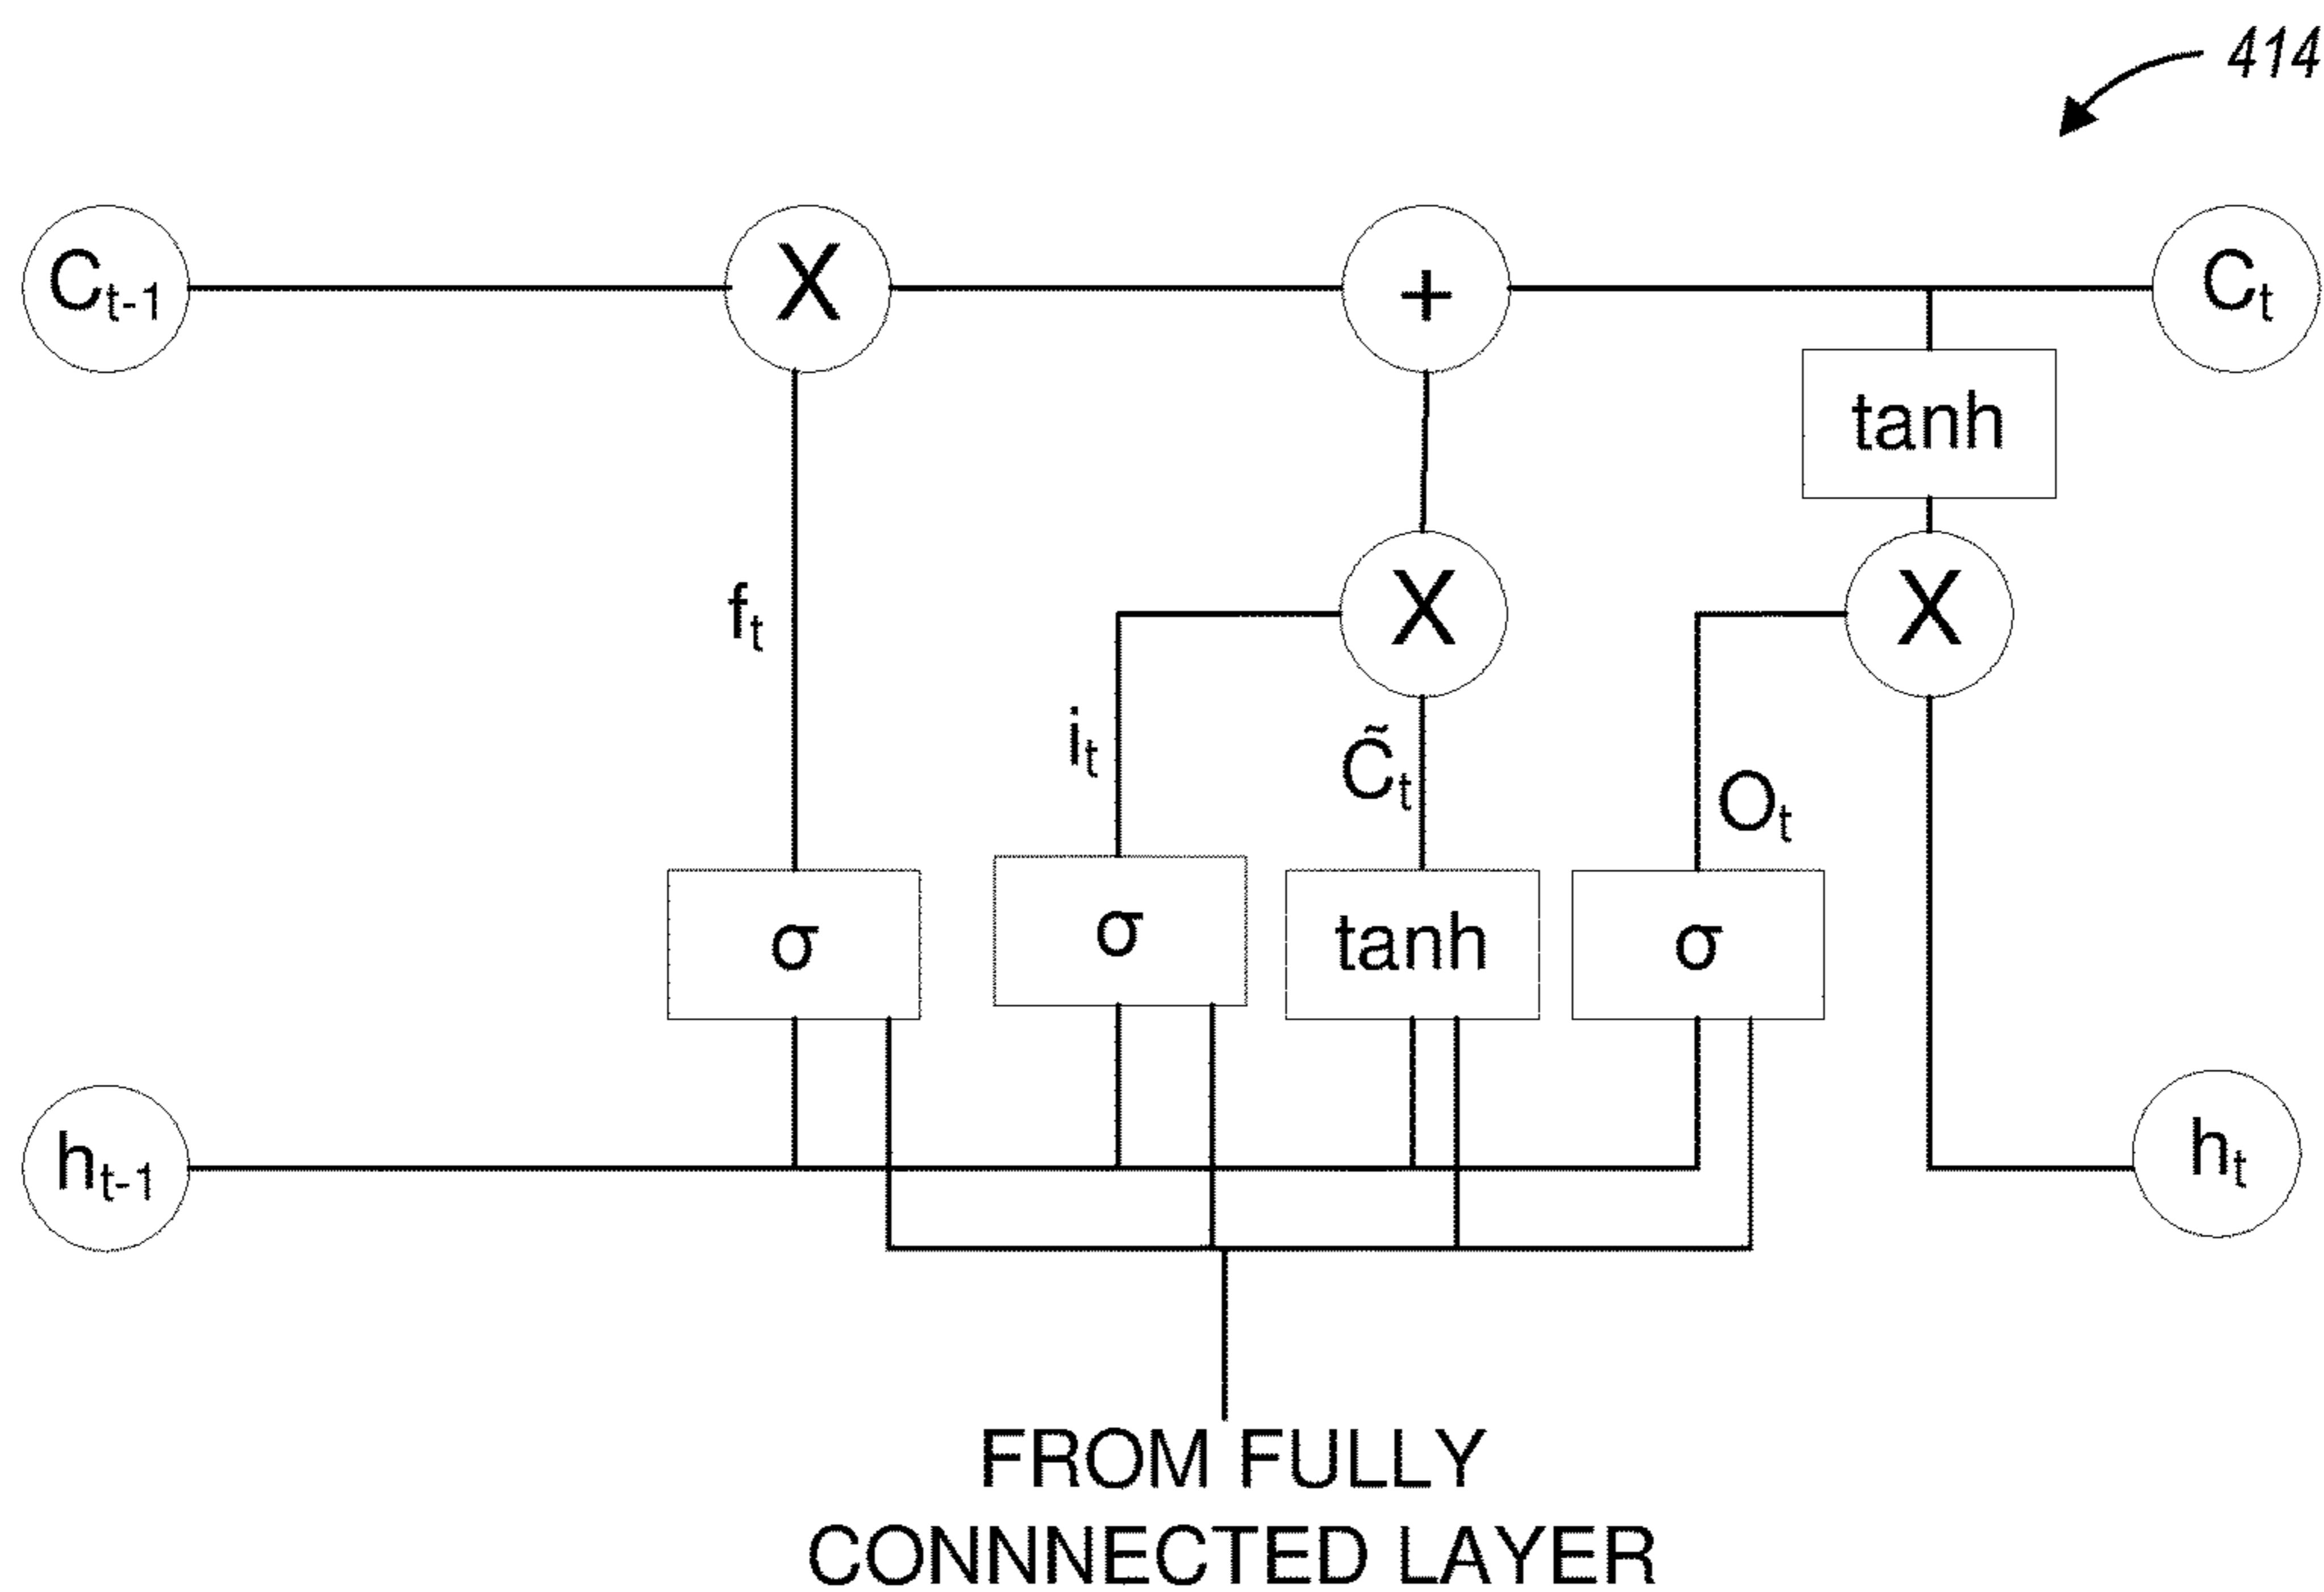 414
Cₜ₋₁ X + Cₜ
tanh
fₜ X X
iₜ C̃ₜ Oₜ
σ σ tanh σ
hₜ₋₁ hₜ
FROM FULLY
CONNNECTED LAYER